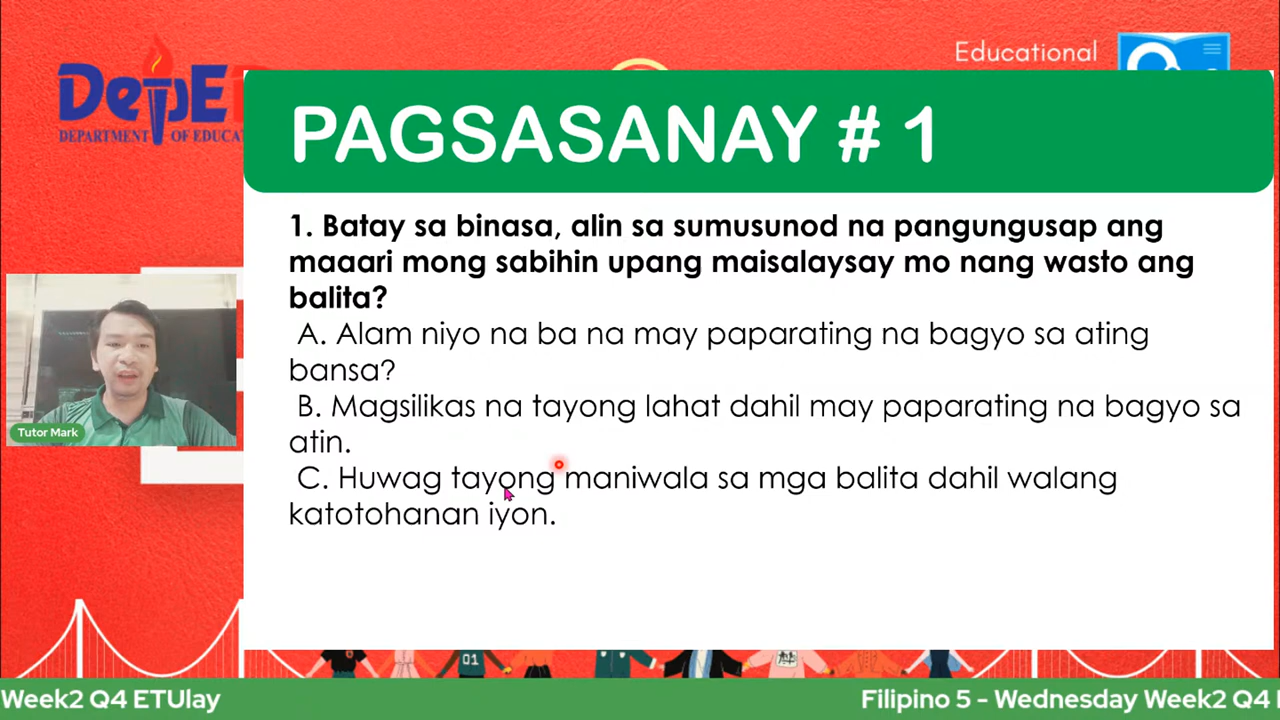 Educational
DepE
DEPARTMENT OF EDUCA
PAGSASANAY # 1
1. Batay sa binasa, alin sa sumusunod na pangungusap ang
maaari mong sabihin upang maisalaysay mo nang wasto ang
balita?
A. Alam niyo na ba na may paparating na bagyo sa ating
bansa?
B. Magsilikas na tayong lahat dahil may paparating na bagyo sa
atin.
C. Huwag tayong maniwala sa mga balita dahil walang
katotohanan iyon.
Tutor Mark
01
Week2 Q4 ETUlay
Filipino 5 - Wednesday Week2 Q4